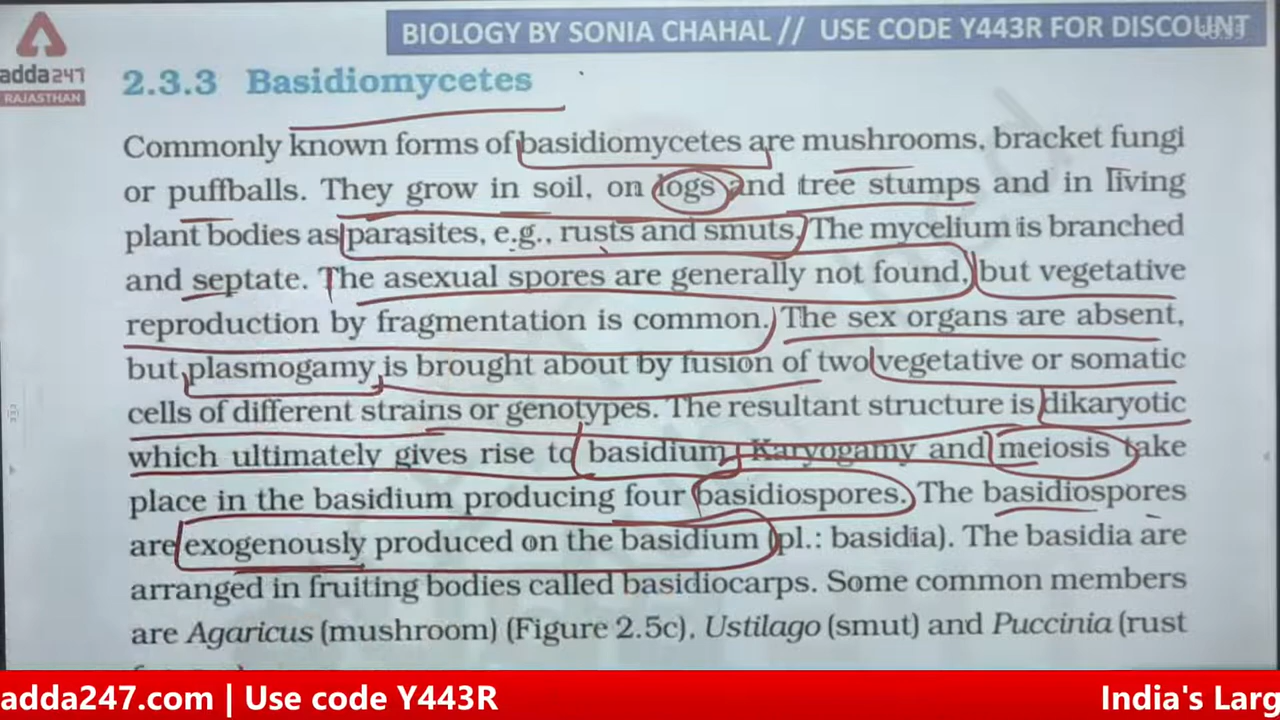 BIOLOGY BY SONIA CHAHAL // USE CODE Y443R FOR DISCOUNT
adda247
RAJASTHAN
2.3.3 Basidiomycetes
Commonly known forms of basidiomycetes are mushrooms, bracket fungi
or puffballs. They grow in soil, on logs and tree stumps and in living
plant bodies as parasites, e.g., rusts and smuts. The mycelium is branched
and septate. The asexual spores are generally not found, but vegetative
reproduction by fragmentation is common. The sex organs are absent,
but plasmogamy is brought about by fusion of two vegetative or somatic
cells of different strains or genotypes. The resultant structure is dikaryotic
which ultimately gives rise to basidium. Karyogamy and meiosis take
place in the basidium producing four basidiospores. The basidiospores
are exogenously produced on the basidium (pl.: basidia). The basidia are
arranged in fruiting bodies called basidiocarps. Some common members
are Agaricus (mushroom) (Figure 2.5c), Ustilago (smut) and Puccinia (rust
adda247.com | Use code Y443R
India's Larg